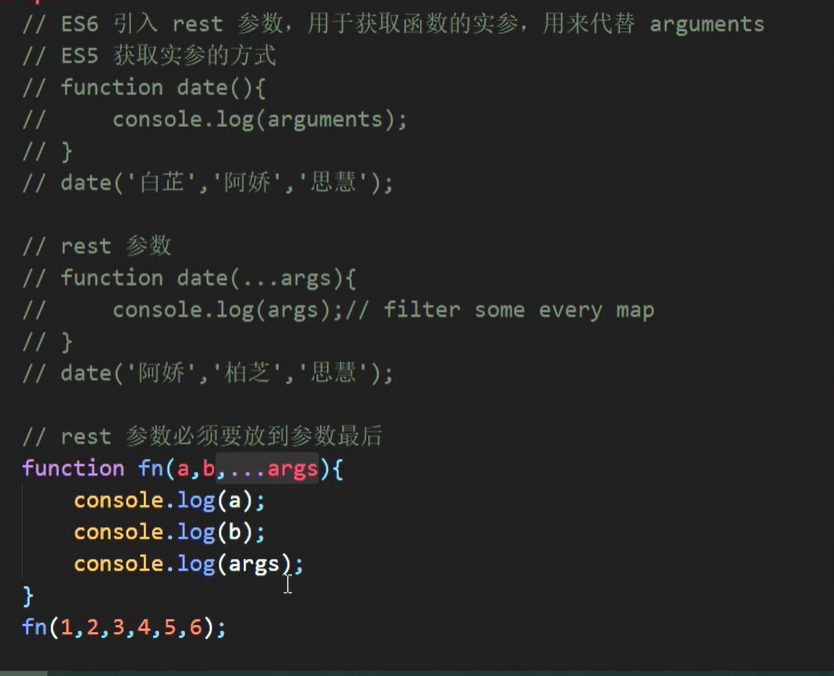 // ES6 引入 rest 参数，用于获取函数的实参，用来代替 arguments
// ES5 获取实参的方式
// function date(){
//     console.log(arguments);
// }
// date('白芷','阿娇','思慧');
// rest 参数
// function date(...args){
//     console.log(args);// filter some every map
// }
// date('阿娇','柏芝','思慧');
// rest 参数必须要放到参数最后
function fn(a,b,...args){
    console.log(a);
    console.log(b);
    console.log(args);
}
fn(1,2,3,4,5,6);